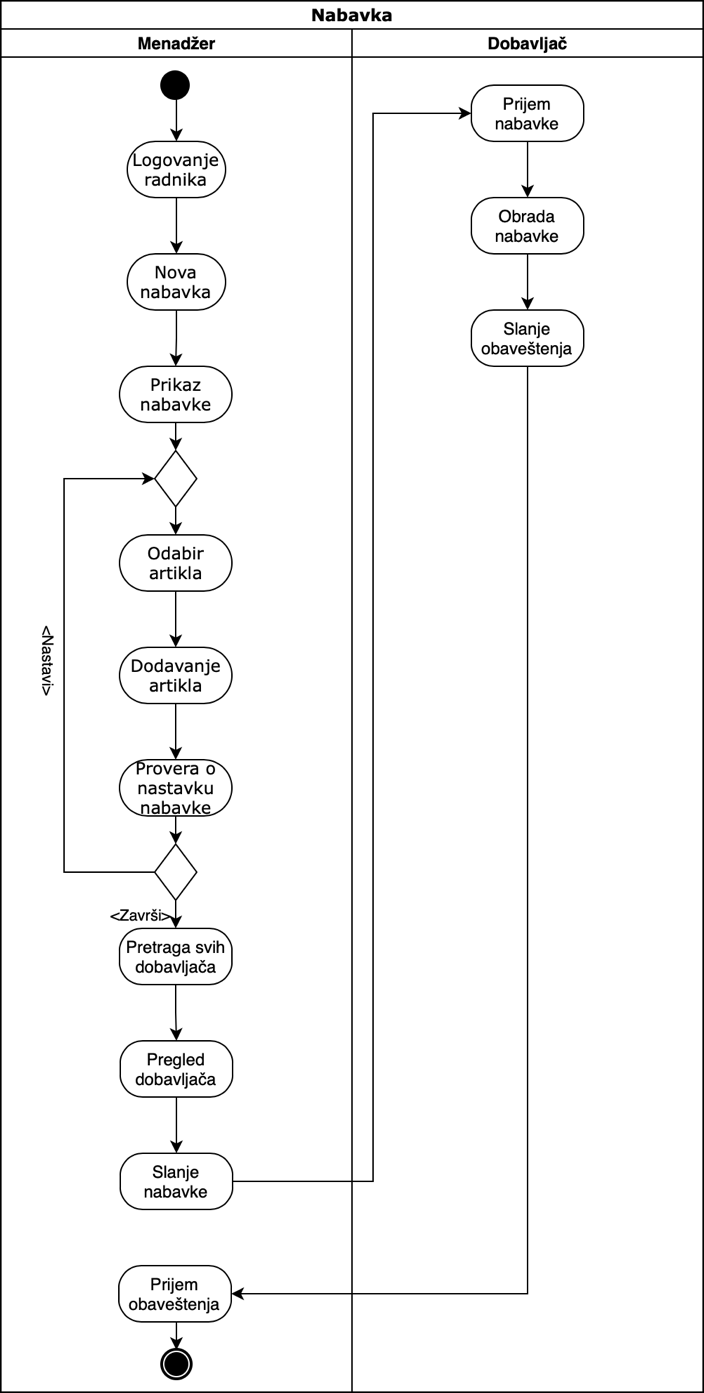 Nabavka
Menadžer
Dobavljač
Logovanje
radnika
Nova
nabavka
Prikaz
nabavke
Odabir
artikla
Dodavanje
artikla
Provera o
nastavku
nabavke
<Nastavi>
<Završi>
Pretraga svih
dobavljača
Pregled
dobavljača
Slanje
nabavke
Prijem
nabavke
Obrada
nabavke
Slanje
obaveštenja
Prijem
obaveštenja